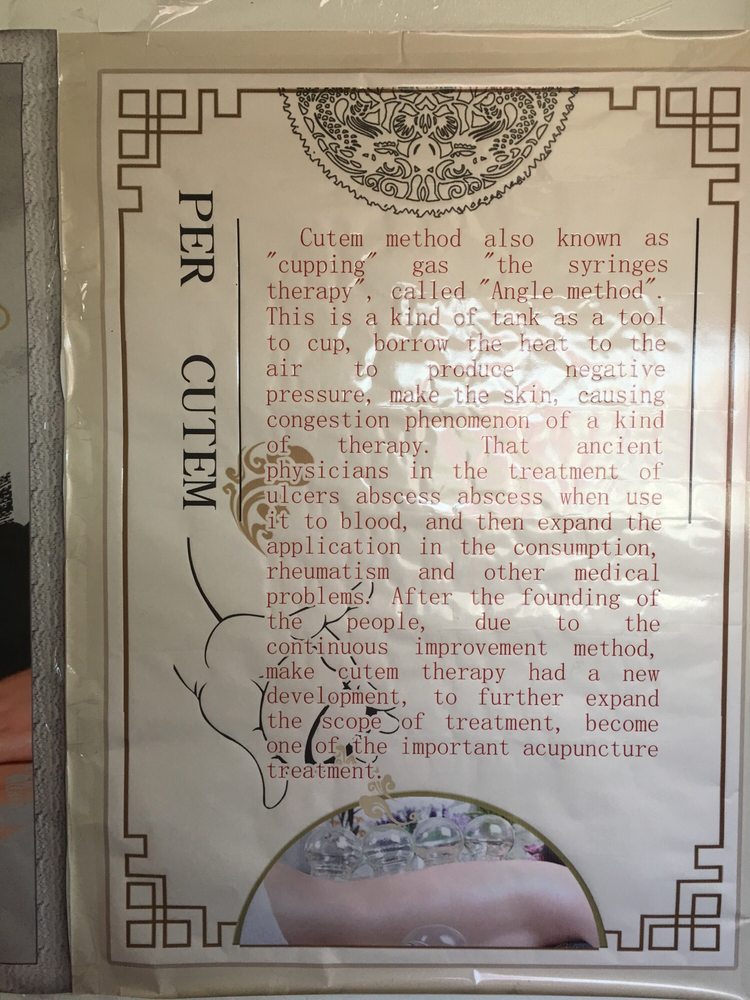 PER CUTEM
Cutem method also known as
"cupping" gas "the syringes
therapy", called "Angle method".
This is a kind of tank as a tool
to cup, borrow the heat to the
air to produce negative
pressure, make the skin, causing
congestion phenomenon of a kind
of therapy. That ancient
physicians in the treatment of
ulcers abscess abscess when use
it to blood, and then expand the
application in the consumption,
rheumatism and other medical
problems. After the founding of
the people, due to the
continuous improvement method,
make cutem therapy had a new
development, to further expand
the scope of treatment, become
one of the important acupuncture
treatment.